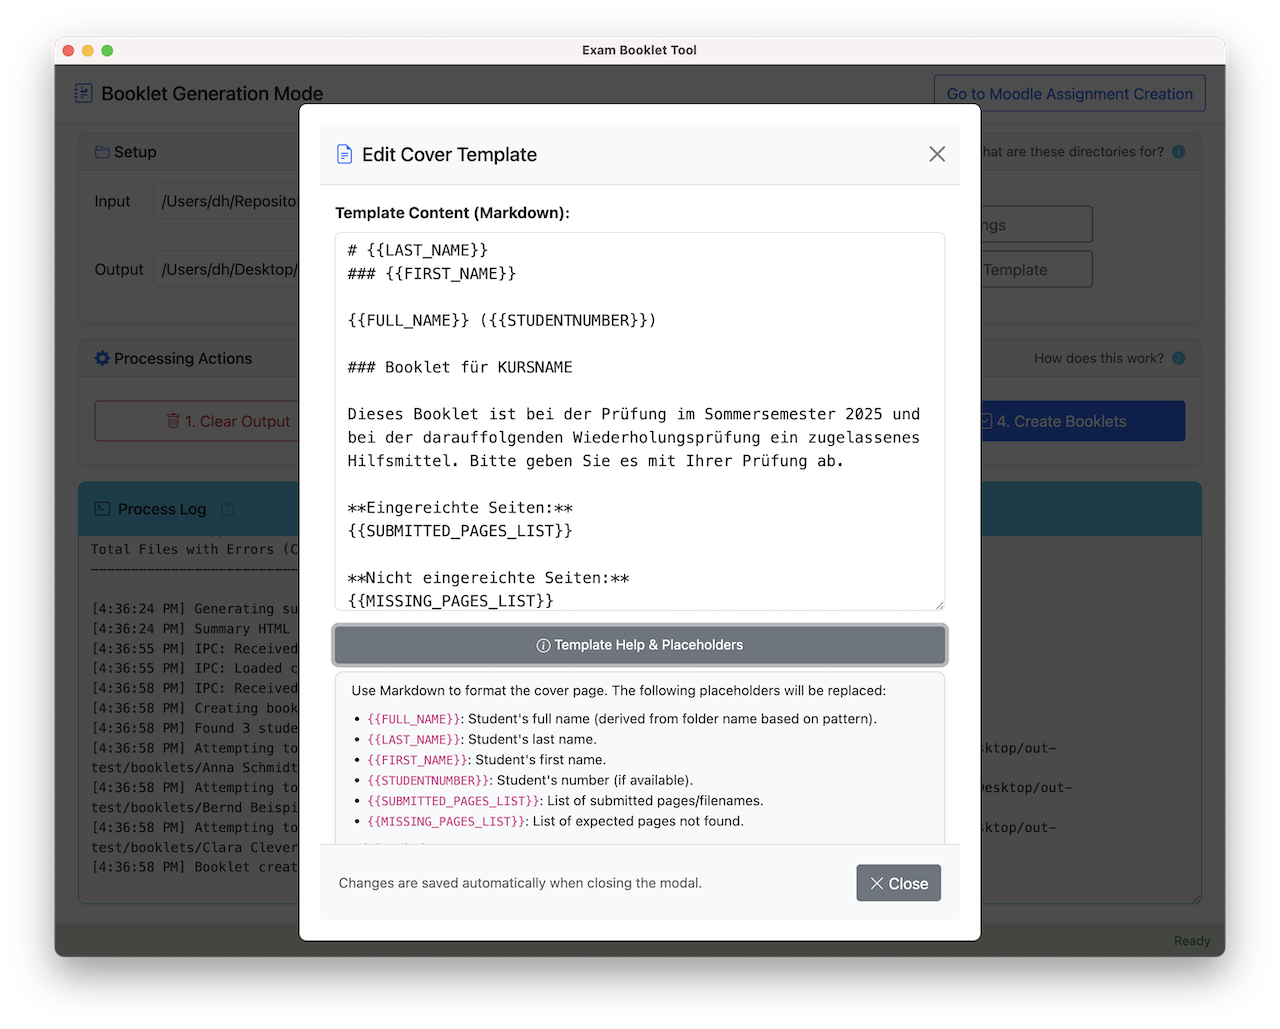 Exam Booklet Tool
Booklet Generation Mode
Go to Moodle Assignment Creation
Setup
hat are these directories for?
Input
/Users/dh/Reposito
ngs
Output
/Users/dh/Desktop/
Template
Processing Actions
How does this work?
1. Clear Output
4. Create Booklets
Process Log
Total Files with Errors (C
[4:36:24 PM] Generating su
[4:36:24 PM] Summary HTML
[4:36:55 PM] IPC: Received
[4:36:55 PM] IPC: Loaded c
[4:36:58 PM] IPC: Received
[4:36:58 PM] Creating book
[4:36:58 PM] Found 3 stude
[4:36:58 PM] Attempting to
sktop/out-
test/booklets/Anna Schmidt
[4:36:58 PM] Attempting to
Desktop/out-
test/booklets/Bernd Beispi
[4:36:58 PM] Attempting to
sktop/out-
test/booklets/Clara Clever
[4:36:58 PM] Booklet creat
Ready
Edit Cover Template
Template Content (Markdown):
# {{LAST_NAME}}
### {{FIRST_NAME}}
{{FULL_NAME}} ({{STUDENTNUMBER}})
### Booklet für KURSNAME
Dieses Booklet ist bei der Prüfung im Sommersemester 2025 und
bei der darauffolgenden Wiederholungsprüfung ein zugelassenes
Hilfsmittel. Bitte geben Sie es mit Ihrer Prüfung ab.
**Eingereichte Seiten:**
{{SUBMITTED_PAGES_LIST}}
**Nicht eingereichte Seiten:**
{{MISSING_PAGES_LIST}}
Template Help & Placeholders
Use Markdown to format the cover page. The following placeholders will be replaced:
• {{FULL_NAME}}: Student's full name (derived from folder name based on pattern).
• {{LAST_NAME}}: Student's last name.
• {{FIRST_NAME}}: Student's first name.
• {{STUDENTNUMBER}}: Student's number (if available).
• {{SUBMITTED_PAGES_LIST}}: List of submitted pages/filenames.
• {{MISSING_PAGES_LIST}}: List of expected pages not found.
Changes are saved automatically when closing the modal.
Close